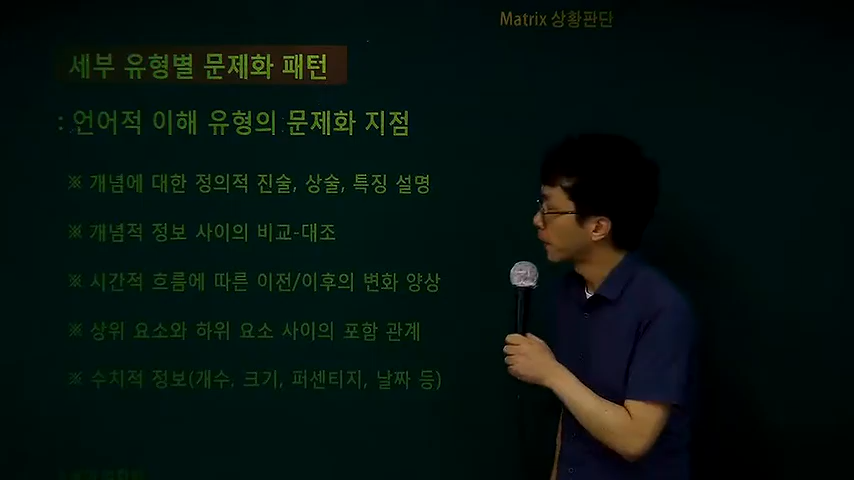 Matrix 상황판단
세부 유형별 문제화 패턴
: 언어적 이해 유형의 문제화 지점
※ 개념에 대한 정의적 진술, 상술, 특징 설명
※ 개념적 정보 사이의 비교-대조
※ 시간적 흐름에 따른 이전/이후의 변화 양상
※ 상위 요소와 하위 요소 사이의 포함 관계
※ 수치적 정보(개수, 크기, 퍼센티지, 날짜 등)